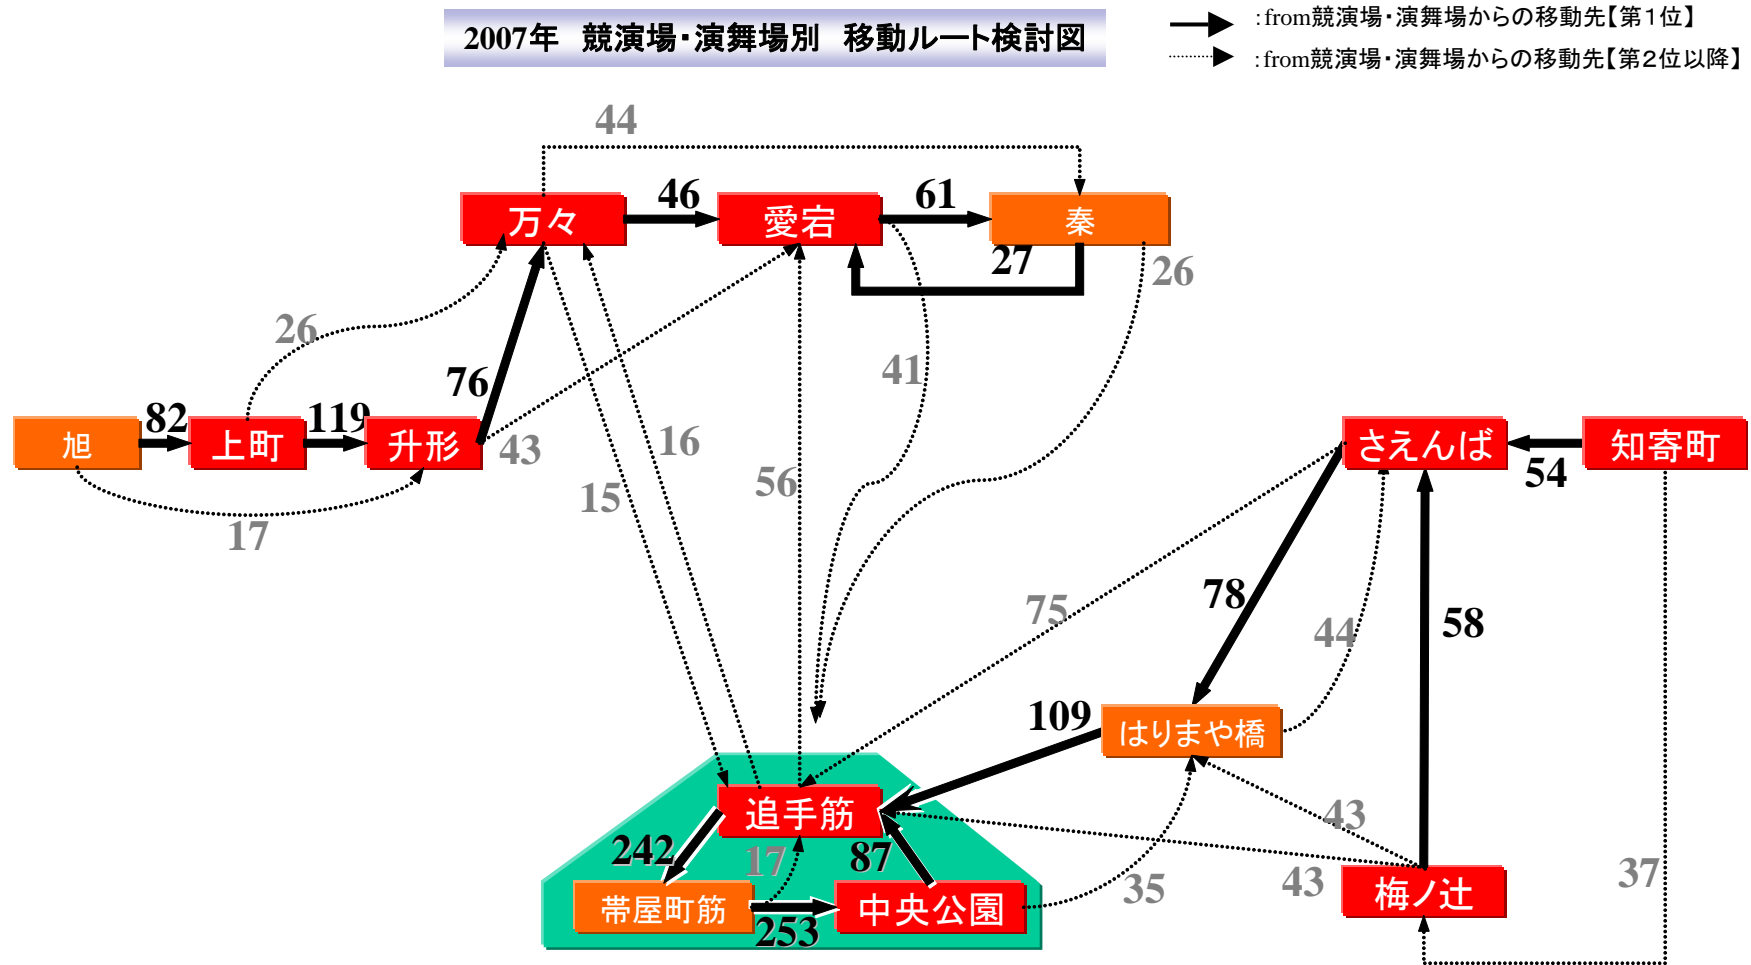 2007年 競演場・演舞場別 移動ルート検討図
:from競演場・演舞場からの移動先【第1位】
:from競演場・演舞場からの移動先【第2位以降】
44
万々
46
愛宕
61
秦
27
26
26
41
76
旭
82
上町
119
升形
43
16
15
56
17
さえんば
54
知寄町
75
78
44
58
109
はりまや橋
追手筋
242
17
87
43
43
37
35
帯屋町筋
253
中央公園
梅ノ辻